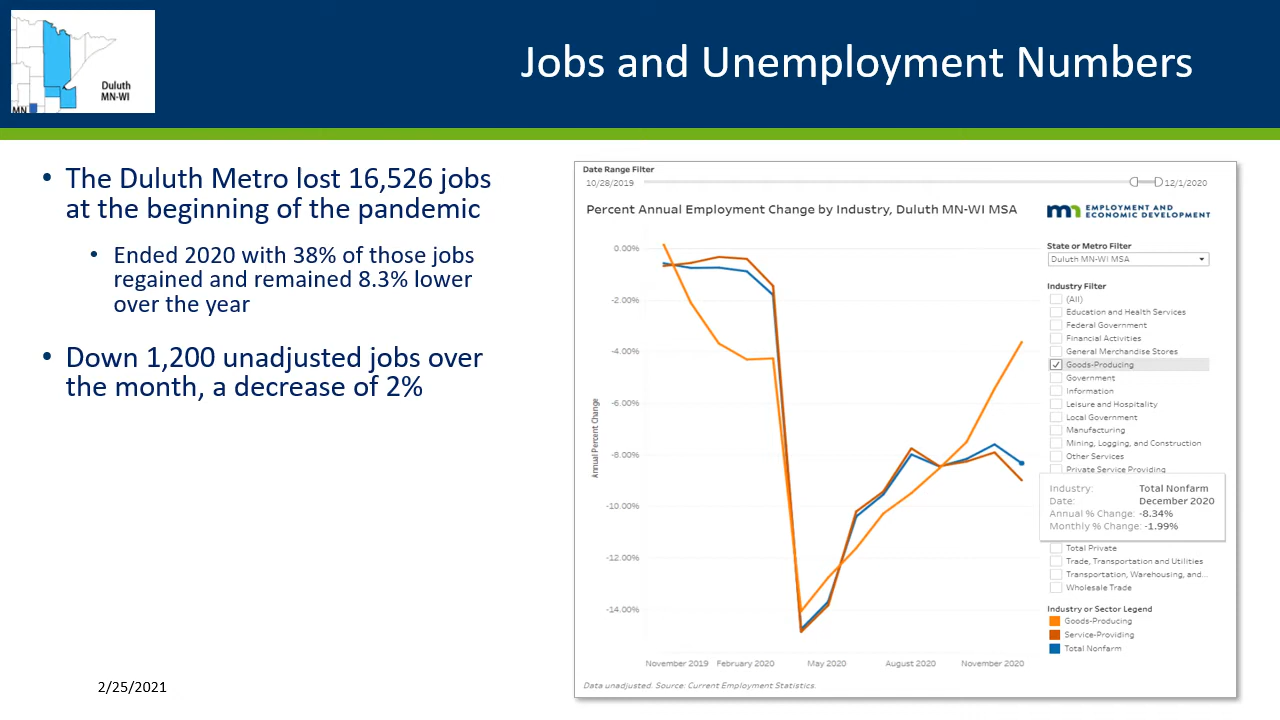 Duluth
MN-WI
MN
Jobs and Unemployment Numbers
• The Duluth Metro lost 16,526 jobs
at the beginning of the pandemic
• Ended 2020 with 38% of those jobs
regained and remained 8.3% lower
over the year
• Down 1,200 unadjusted jobs over
the month, a decrease of 2%
2/25/2021
Date Range Filter
10/28/2019
12/1/2020
Percent Annual Employment Change by Industry, Duluth MN-WI MSA
EMPLOYMENT AND
ECONOMIC DEVELOPMENT
Annual Percent Change
0.00%
-2.00%
-4.00%
-6.00%
-8.00%
-10.00%
-12.00%
-14.00%
November 2019 February 2020 May 2020 August 2020 November 2020
Data unadjusted. Source: Current Employment Statistics.
State or Metro Filter
Duluth MN-WI MSA
Industry Filter
(All)
Education and Health Services
Federal Government
Financial Activities
General Merchandise Stores
Goods-Producing
Government
Information
Leisure and Hospitality
Local Government
Manufacturing
Mining, Logging, and Construction
Other Services
Private Service Providing
Industry: Total Nonfarm
Date: December 2020
Annual % Change: -8.34%
Monthly % Change: -1.99%
Total Private
Trade, Transportation and Utilities
Transportation, Warehousing, and...
Wholesale Trade
Industry or Sector Legend
Goods-Producing
Service-Providing
Total Nonfarm